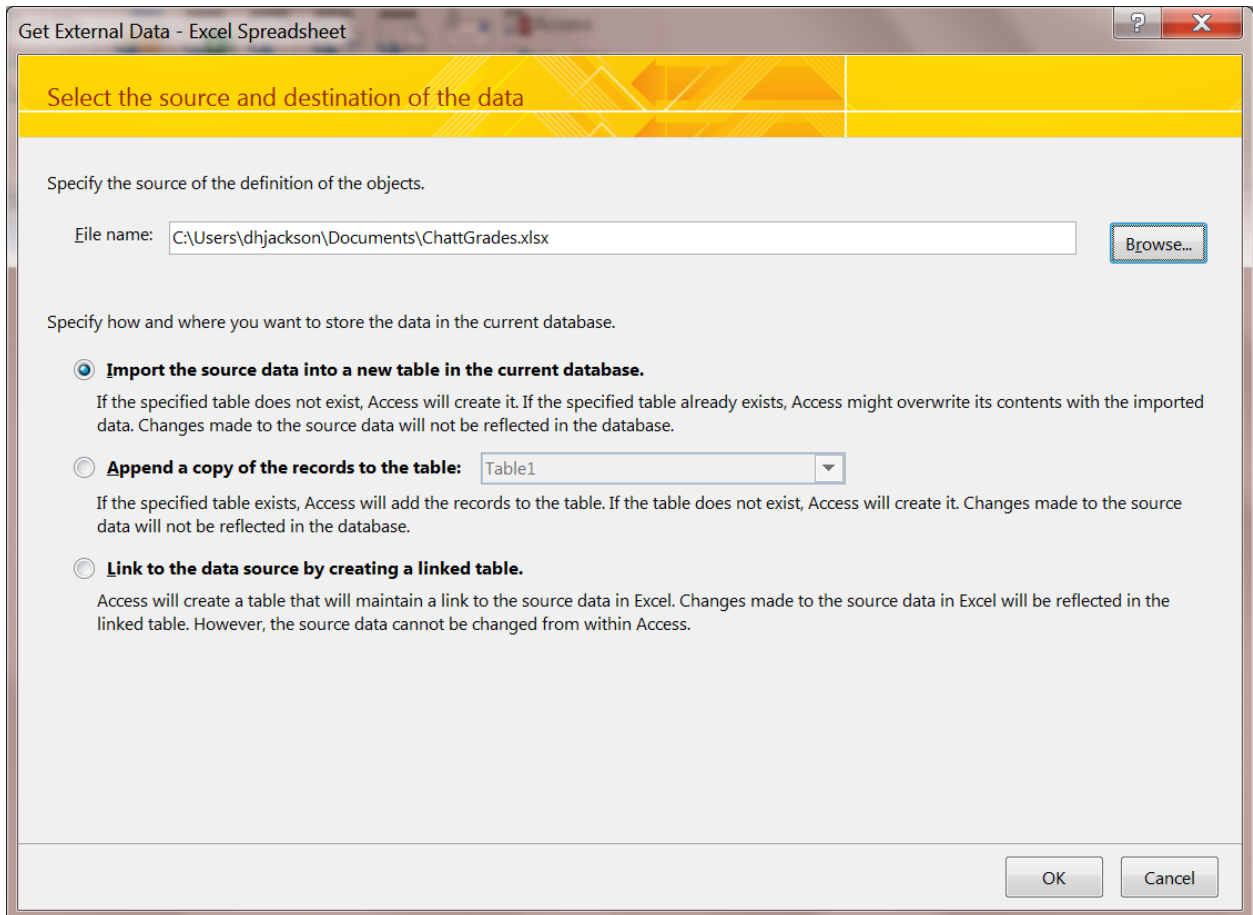 Get External Data - Excel Spreadsheet
Select the source and destination of the data
Specify the source of the definition of the objects.
File name: C:\Users\dhjackson\Documents\ChattGrades.xlsx Browse...
Specify how and where you want to store the data in the current database.
Import the source data into a new table in the current database.
If the specified table does not exist, Access will create it. If the specified table already exists, Access might overwrite its contents with the imported
data. Changes made to the source data will not be reflected in the database.
Append a copy of the records to the table: Table1
If the specified table exists, Access will add the records to the table. If the table does not exist, Access will create it. Changes made to the source
data will not be reflected in the database.
Link to the data source by creating a linked table.
Access will create a table that will maintain a link to the source data in Excel. Changes made to the source data in Excel will be reflected in the
linked table. However, the source data cannot be changed from within Access.
OK Cancel